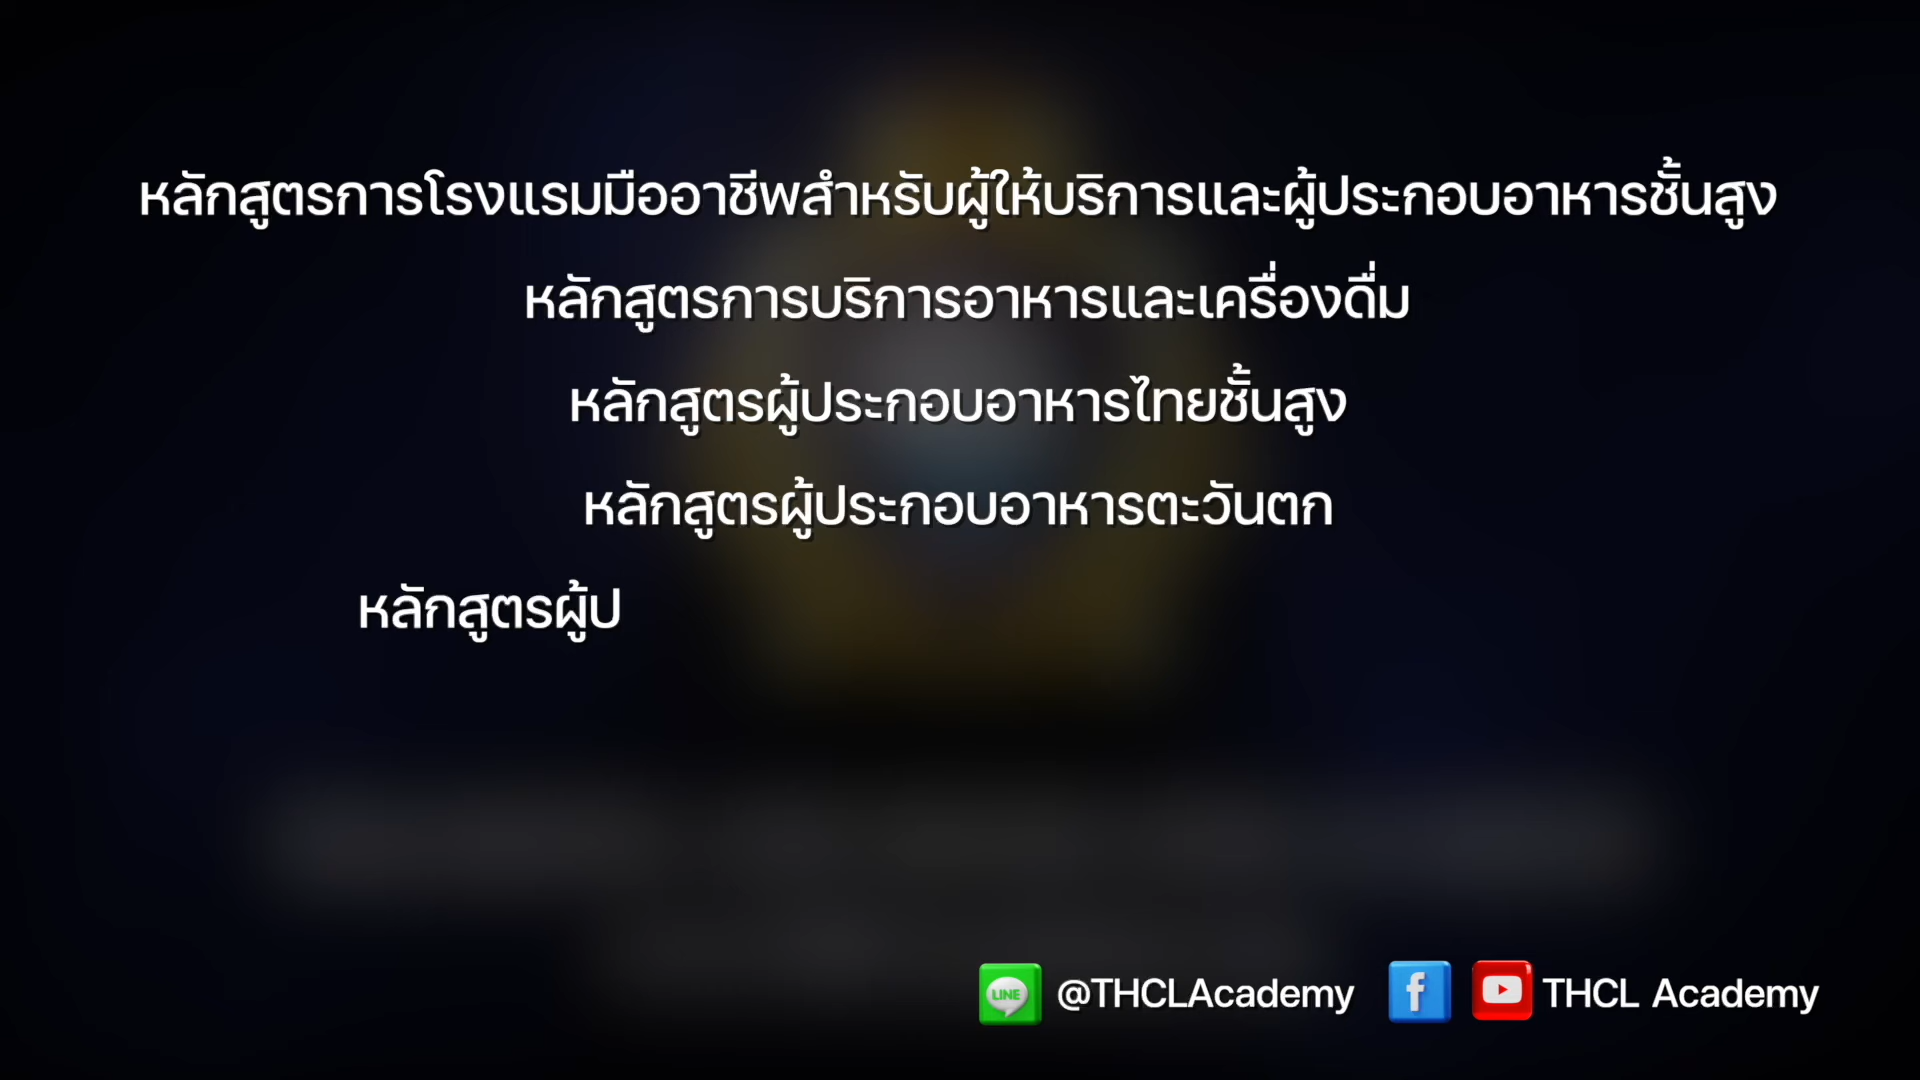 หลักสูตรการโรงแรมมืออาชีพสำหรับผู้ให้บริการและผู้ประกอบอาหารชั้นสูง
หลักสูตรการบริการอาหารและเครื่องดื่ม
หลักสูตรผู้ประกอบอาหารไทยชั้นสูง
หลักสูตรผู้ประกอบอาหารตะวันตก
หลักสูตรผู้ป
LINE @THCLAcademy f THCL Academy